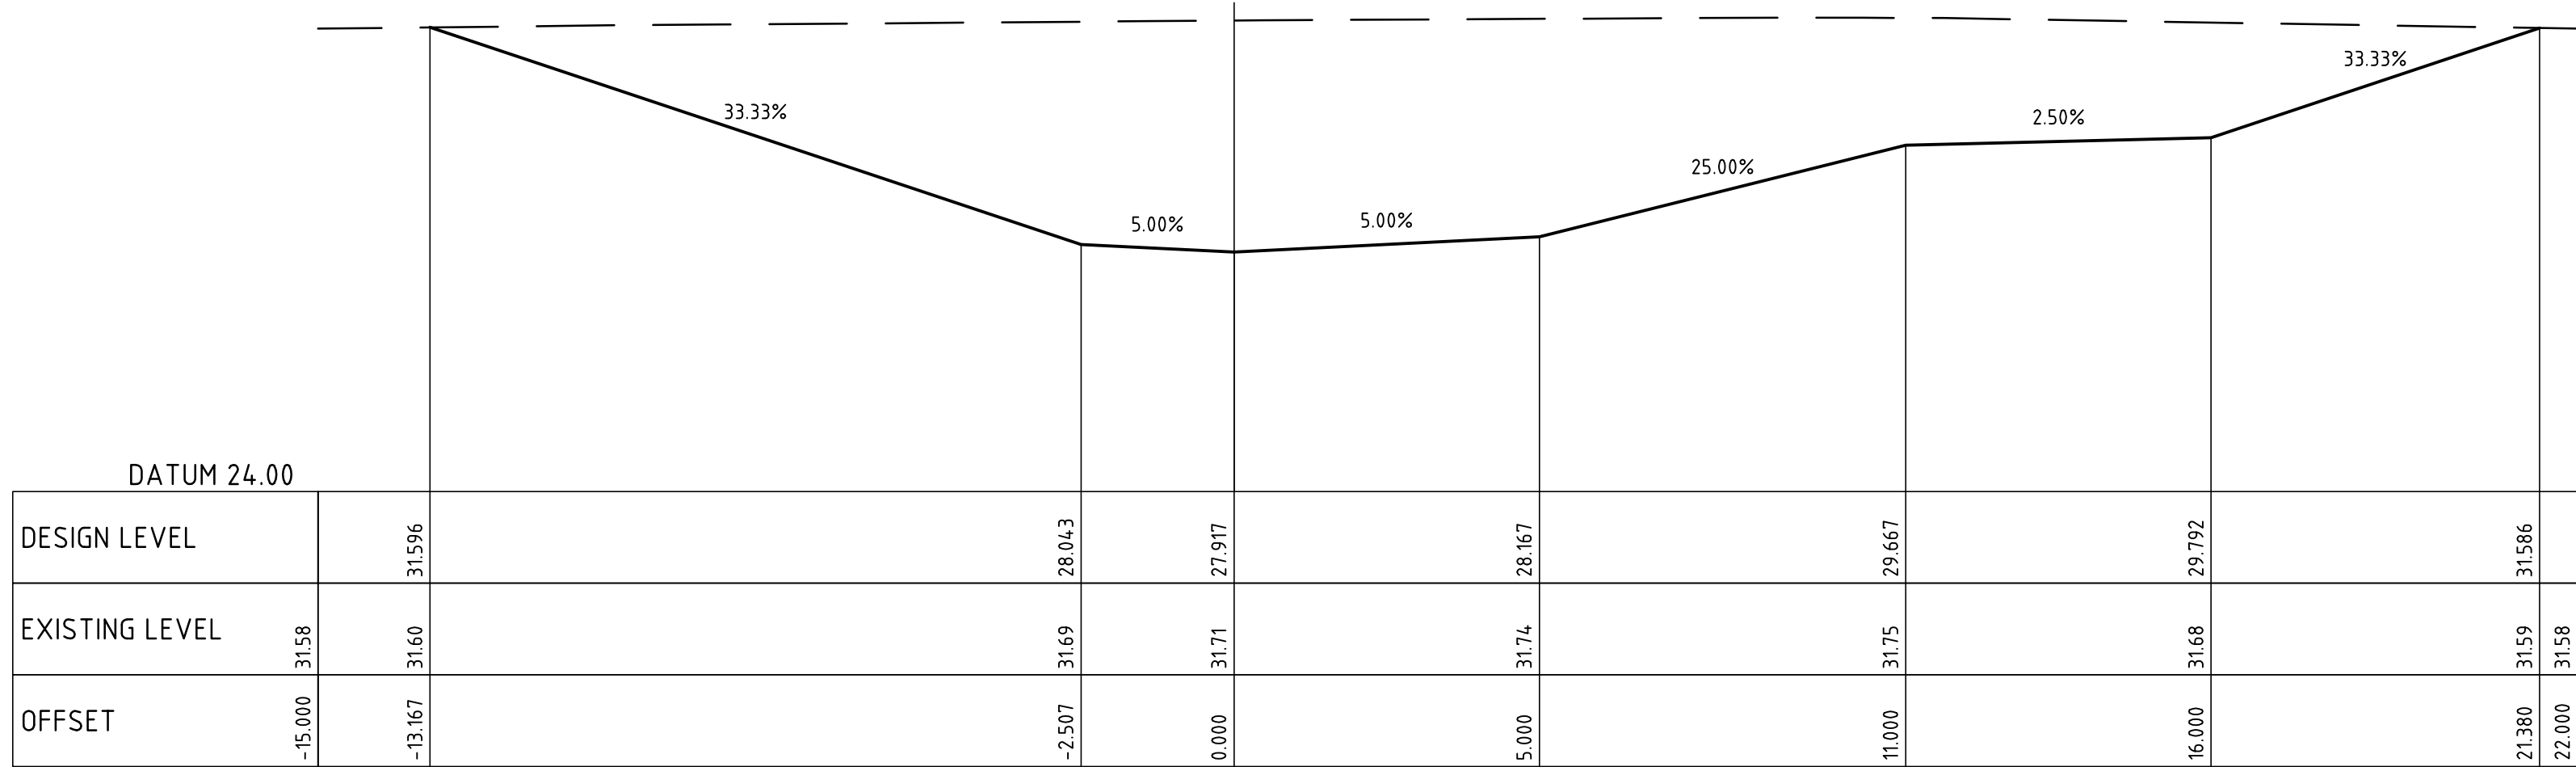 33.33%
33.33%
2.50%
25.00%
5.00%
5.00%
DATUM 24.00
DESIGN LEVEL 31.596 28.043 27.917 28.167 29.667 29.792 31.586
EXISTING LEVEL 31.58 31.60 31.69 31.71 31.74 31.75 31.68 31.59 31.58
OFFSET -15.000 -13.167 -2.507 0.000 5.000 11.000 16.000 21.380 22.000